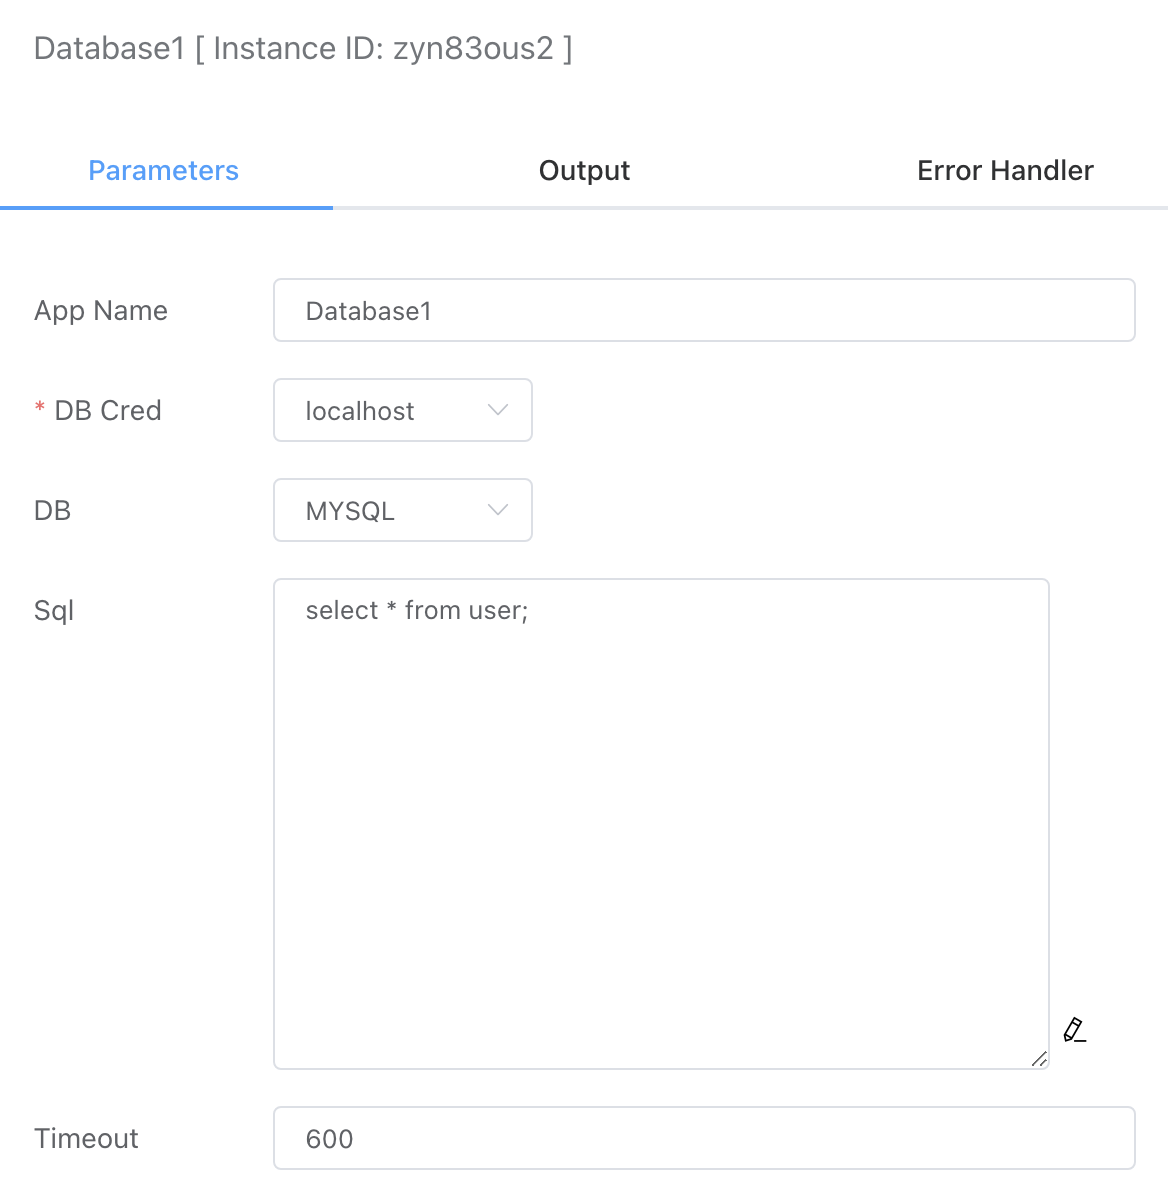 Database1 [ Instance ID: zyn83ous2 ]
Parameters Output Error Handler
App Name Database1
* DB Cred localhost
DB MYSQL
Sql select * from user;
Timeout 600